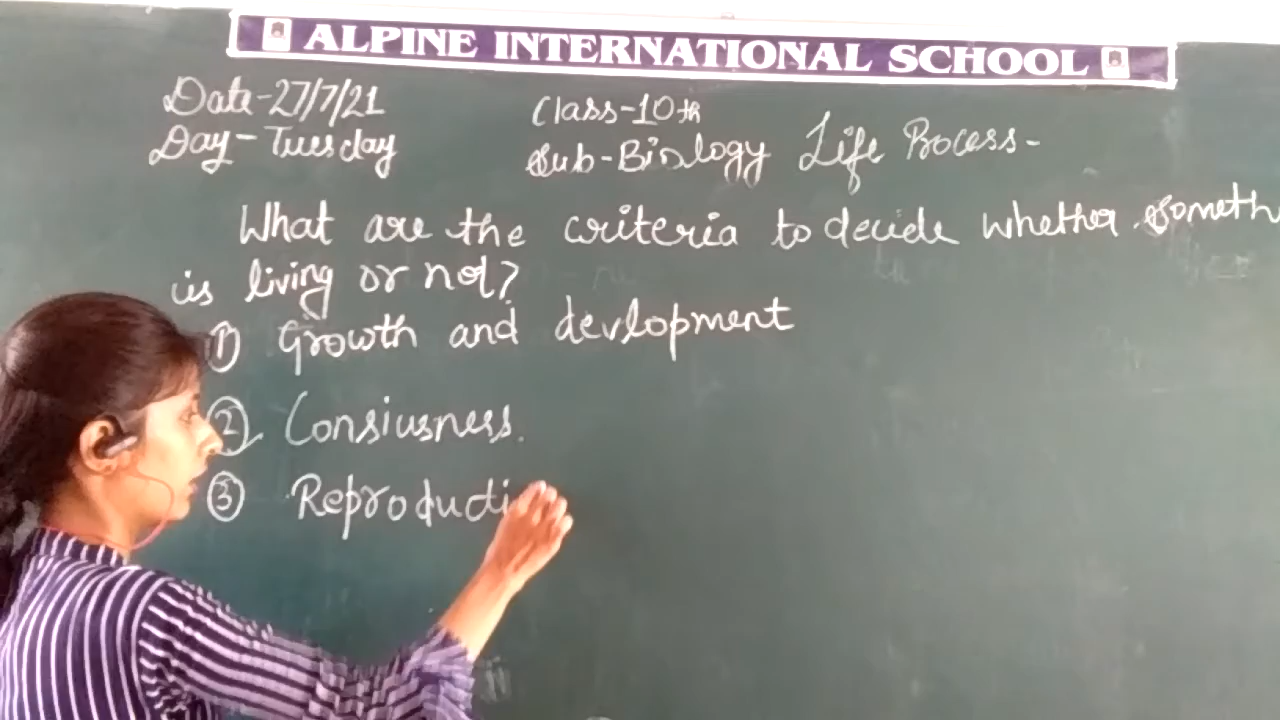 ALPINE INTERNATIONAL SCHOOL
Date-27/7/21
Class-10th
Day-Tuesday
Sub-Biology Life Process-
What are the criteria to decide whether someth
is living or not?
① Growth and devlopment
② Consiusness.
③ Reproducti